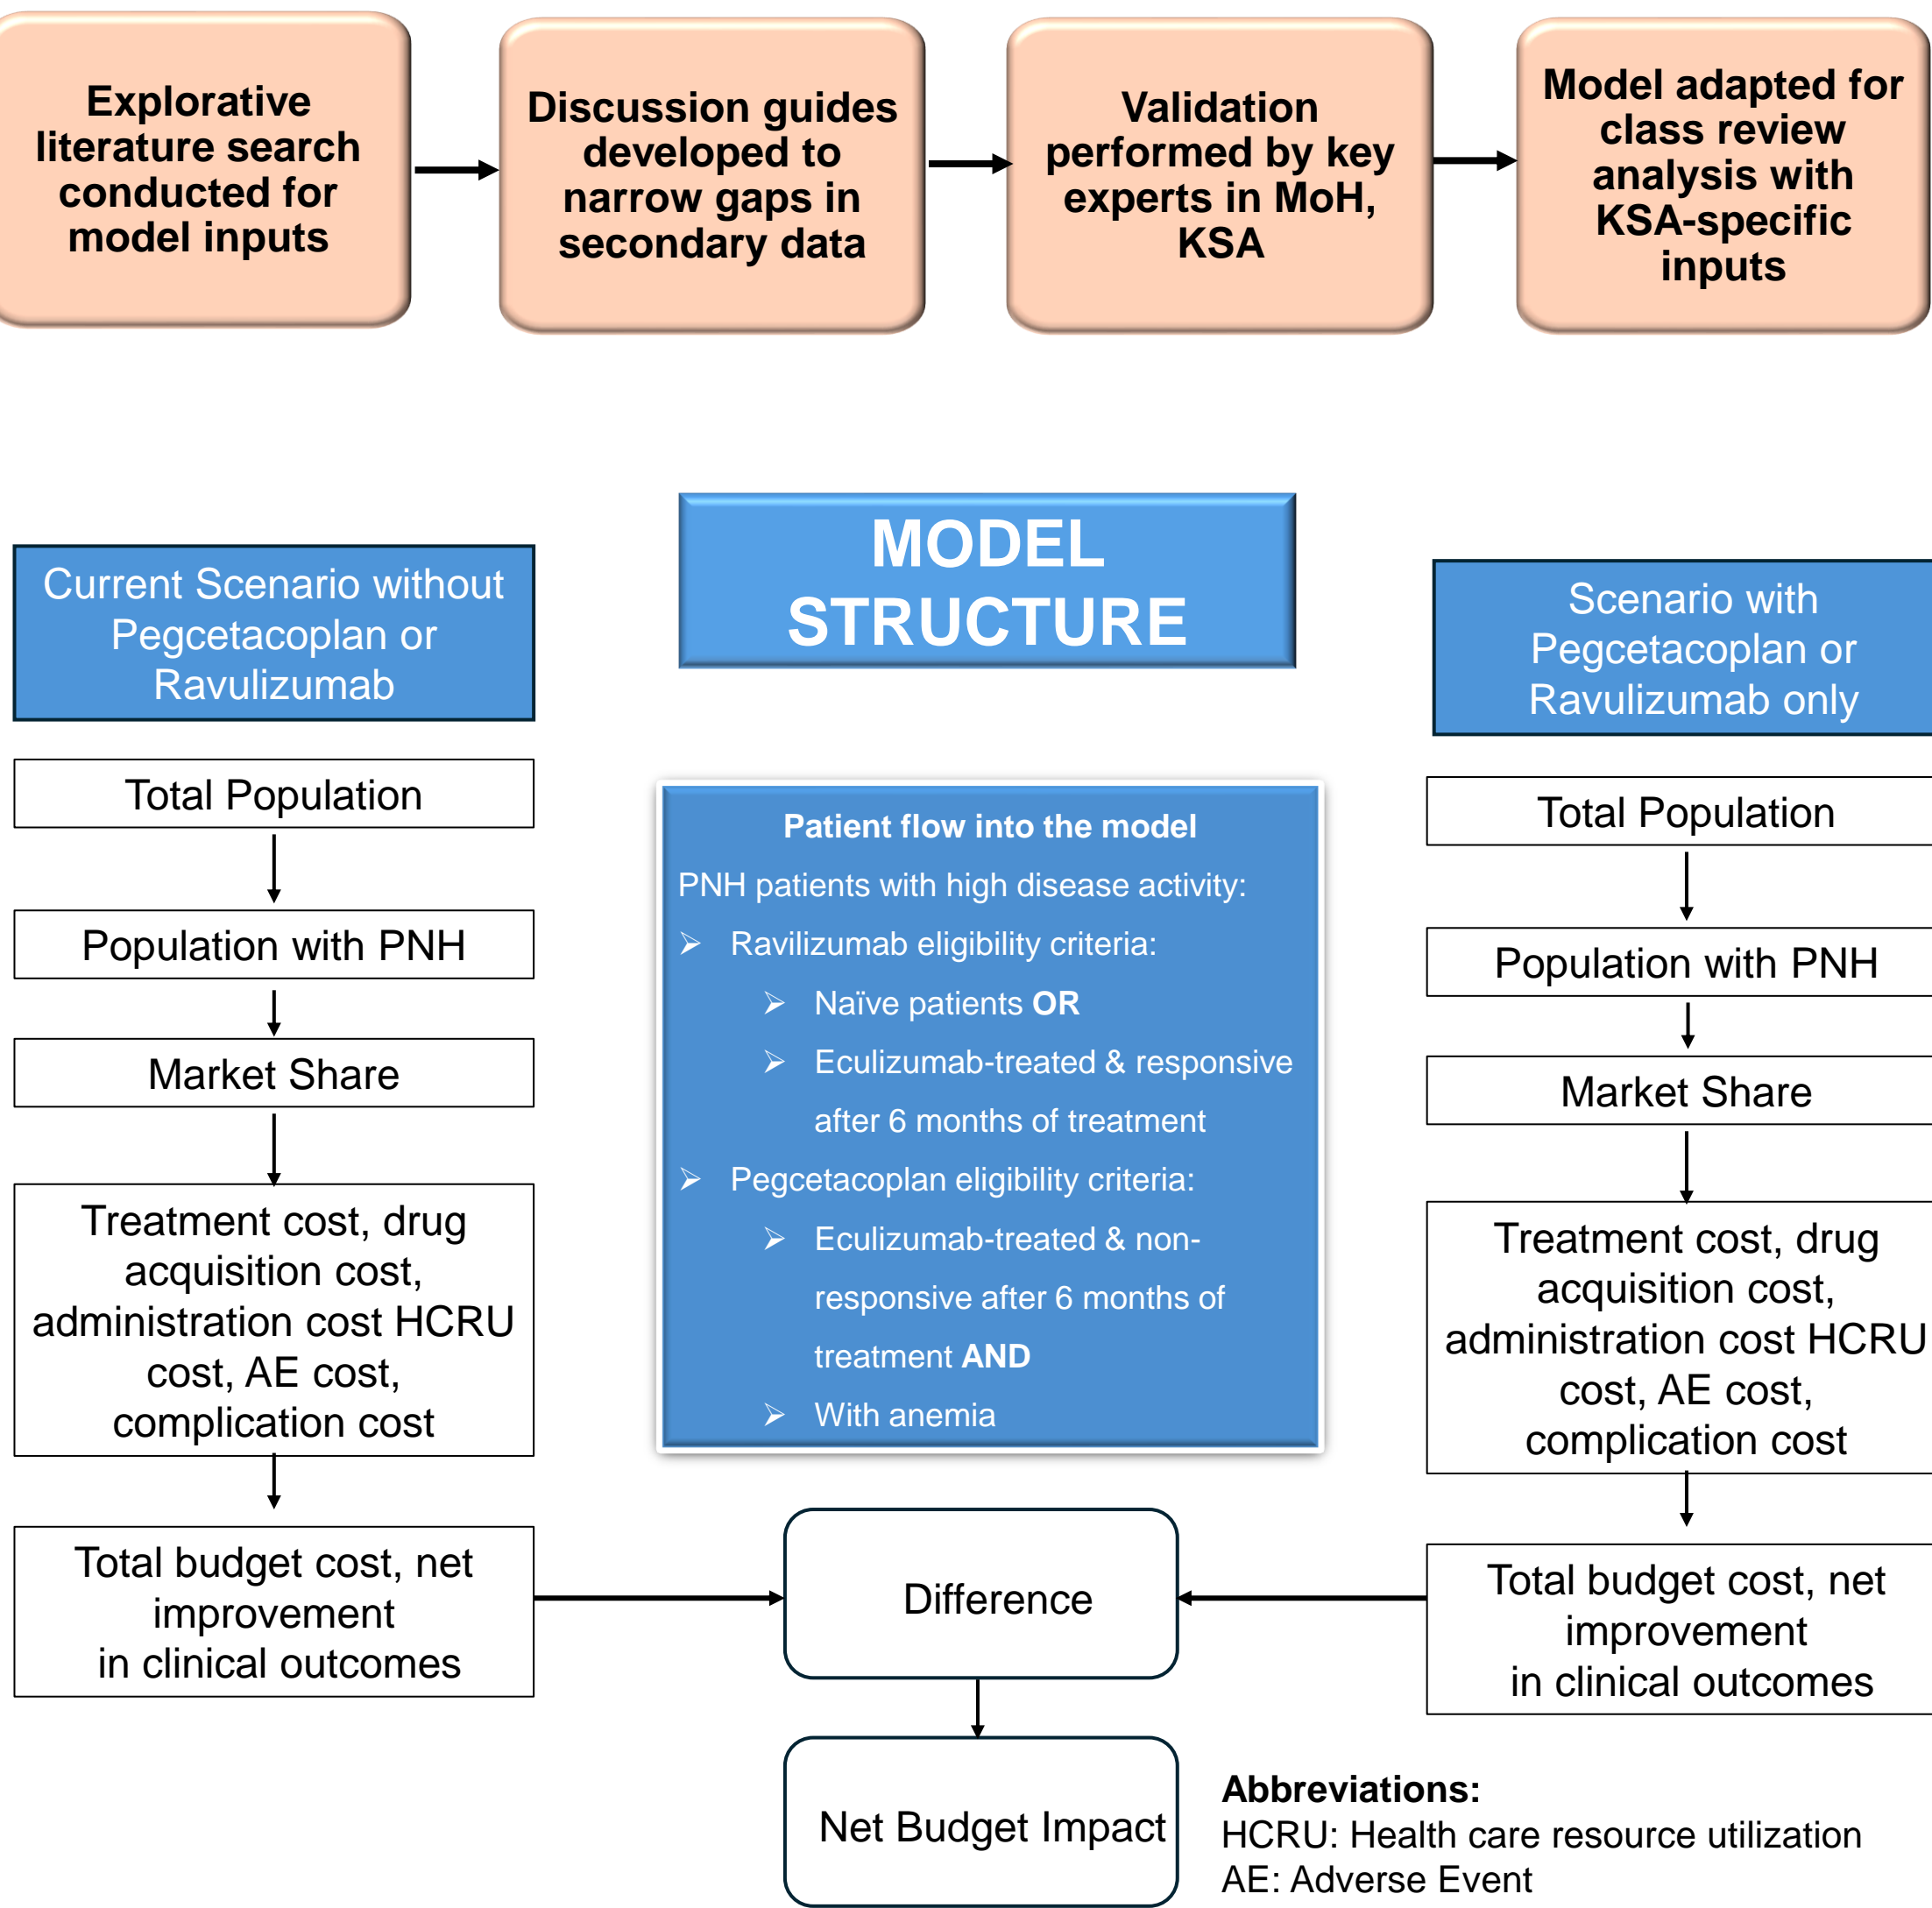 Explorative
literature search
conducted for
model inputs
Discussion guides
developed to
narrow gaps in
secondary data
Validation
performed by key
experts in MoH,
KSA
Model adapted for
class review
analysis with
KSA-specific
inputs
MODEL
STRUCTURE
Current Scenario without
Pegcetacoplan or
Ravulizumab
Total Population
Population with PNH
Market Share
Treatment cost, drug
acquisition cost,
administration cost HCRU
cost, AE cost,
complication cost
Total budget cost, net
improvement
in clinical outcomes
Patient flow into the model
PNH patients with high disease activity:
➢ Ravilizumab eligibility criteria:
➢ Naïve patients OR
➢ Eculizumab-treated & responsive
after 6 months of treatment
➢ Pegcetacoplan eligibility criteria:
➢ Eculizumab-treated & non-
responsive after 6 months of
treatment AND
➢ With anemia
Scenario with
Pegcetacoplan or
Ravulizumab only
Total Population
Population with PNH
Market Share
Treatment cost, drug
acquisition cost,
administration cost HCRU
cost, AE cost,
complication cost
Total budget cost, net
improvement
in clinical outcomes
Difference
Net Budget Impact
Abbreviations:
HCRU: Health care resource utilization
AE: Adverse Event